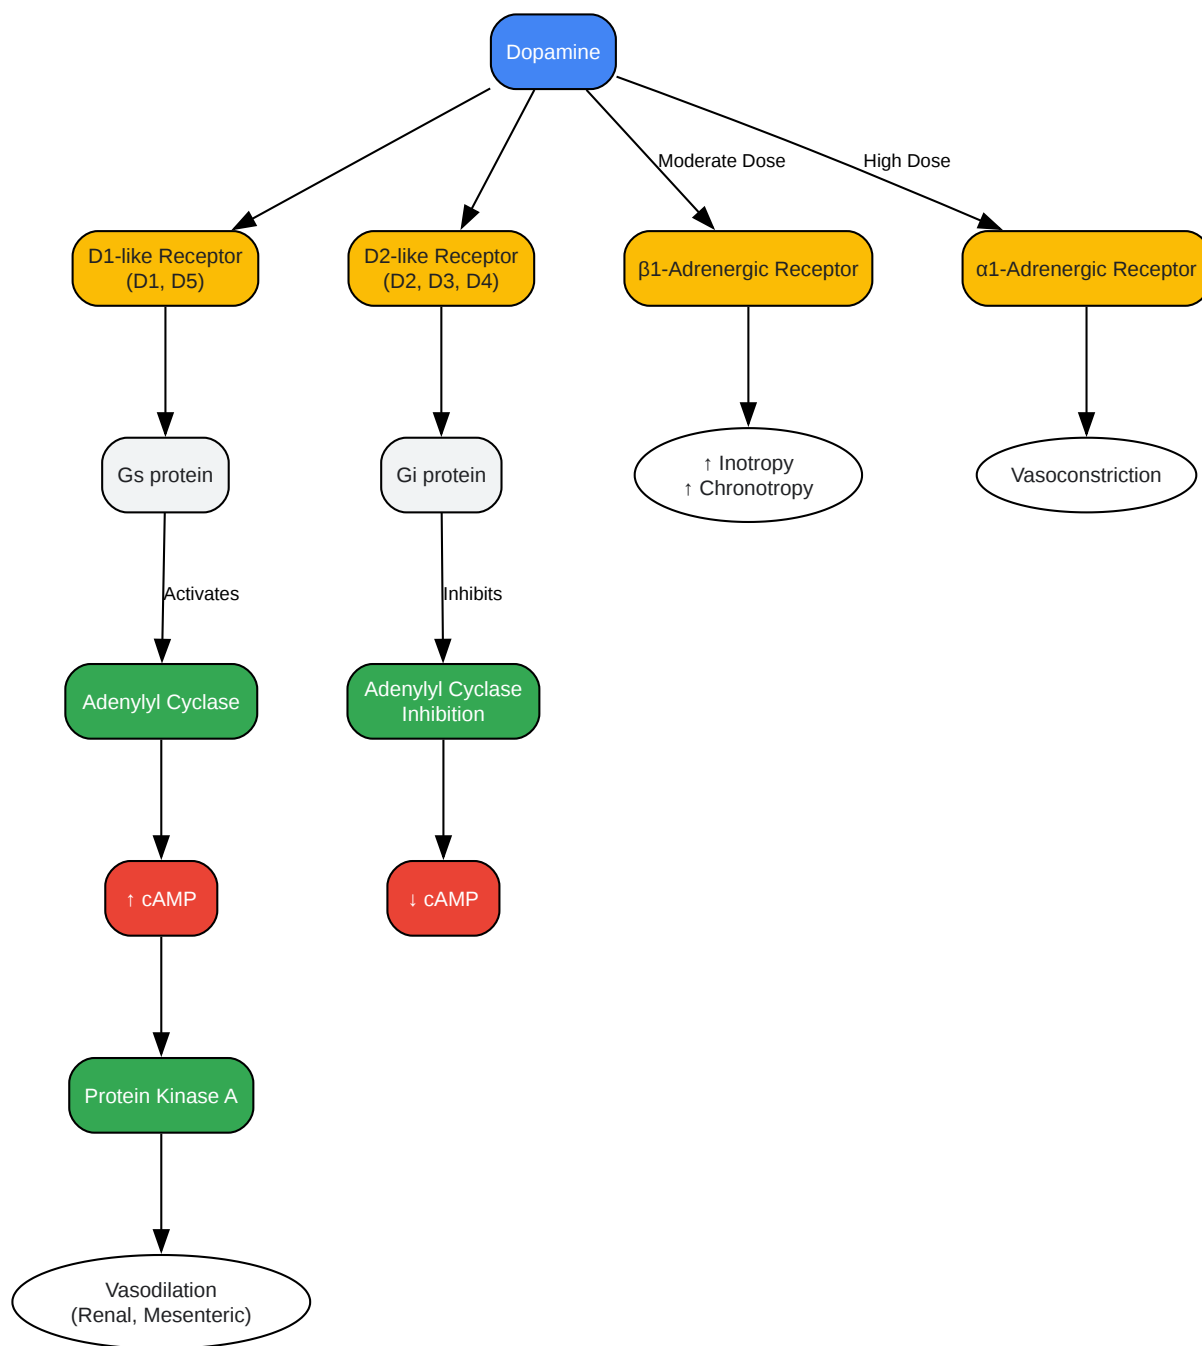 Dopamine
Moderate Dose
High Dose
D1-like Receptor
(D1, D5)
D2-like Receptor
(D2, D3, D4)
β1-Adrenergic Receptor
α1-Adrenergic Receptor
Gs protein
Gi protein
↑ Inotropy
↑ Chronotropy
Vasoconstriction
Activates
Inhibits
Adenylyl Cyclase
Adenylyl Cyclase
Inhibition
↑ cAMP
↓ cAMP
Protein Kinase A
Vasodilation
(Renal, Mesenteric)